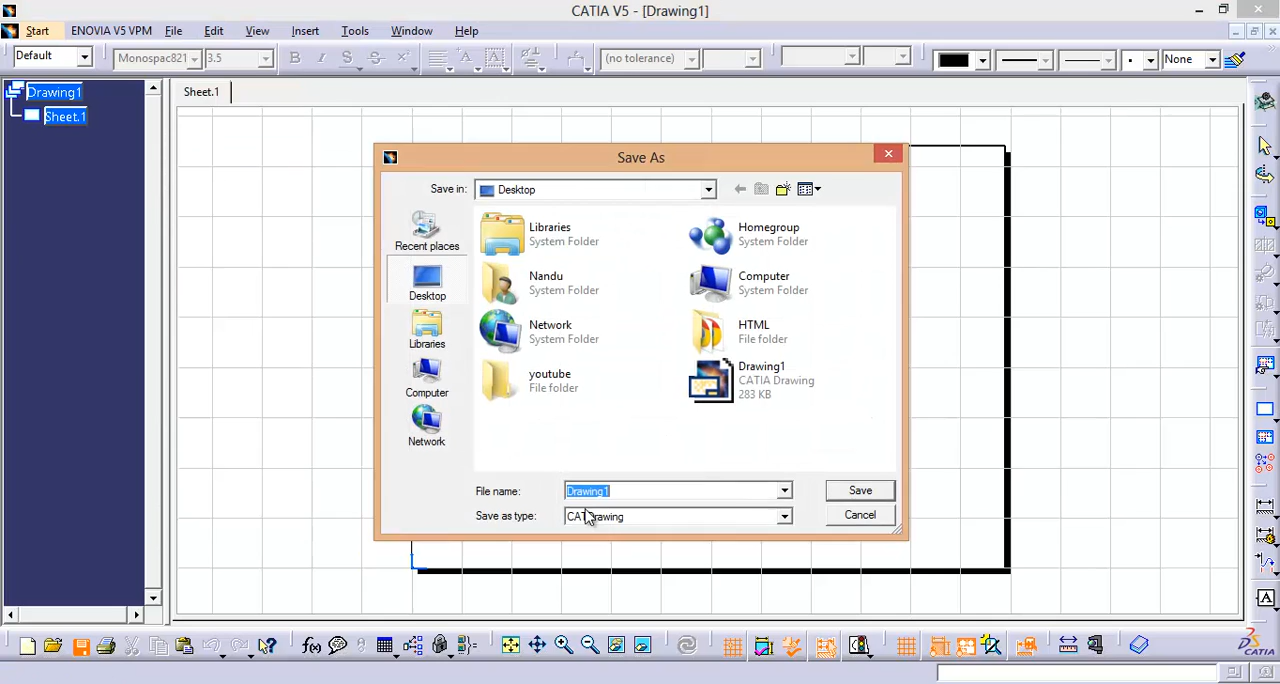 CATIA V5 - [Drawing1]
Start ENOVIA V5 VPM File Edit View Insert Tools Window Help
Default Monospac821 3.5 (no tolerance) None
Drawing1
Sheet.1
Sheet.1
Save As
Save in: Desktop
Recent places
Desktop
Libraries
Computer
Network
Libraries
System Folder
Homegroup
System Folder
Nandu
System Folder
Computer
System Folder
Network
System Folder
HTML
File folder
youtube
File folder
Drawing1
CATIA Drawing
283 KB
File name: Drawing1 Save
Save as type: CATDrawing Cancel
CATIA